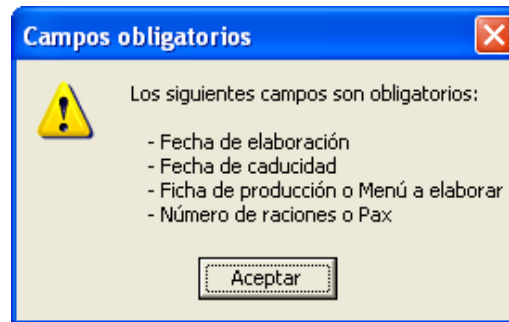 Campos obligatorios
Los siguientes campos son obligatorios:
- Fecha de elaboración
- Fecha de caducidad
- Ficha de producción o Menú a elaborar
- Número de raciones o Pax
Aceptar